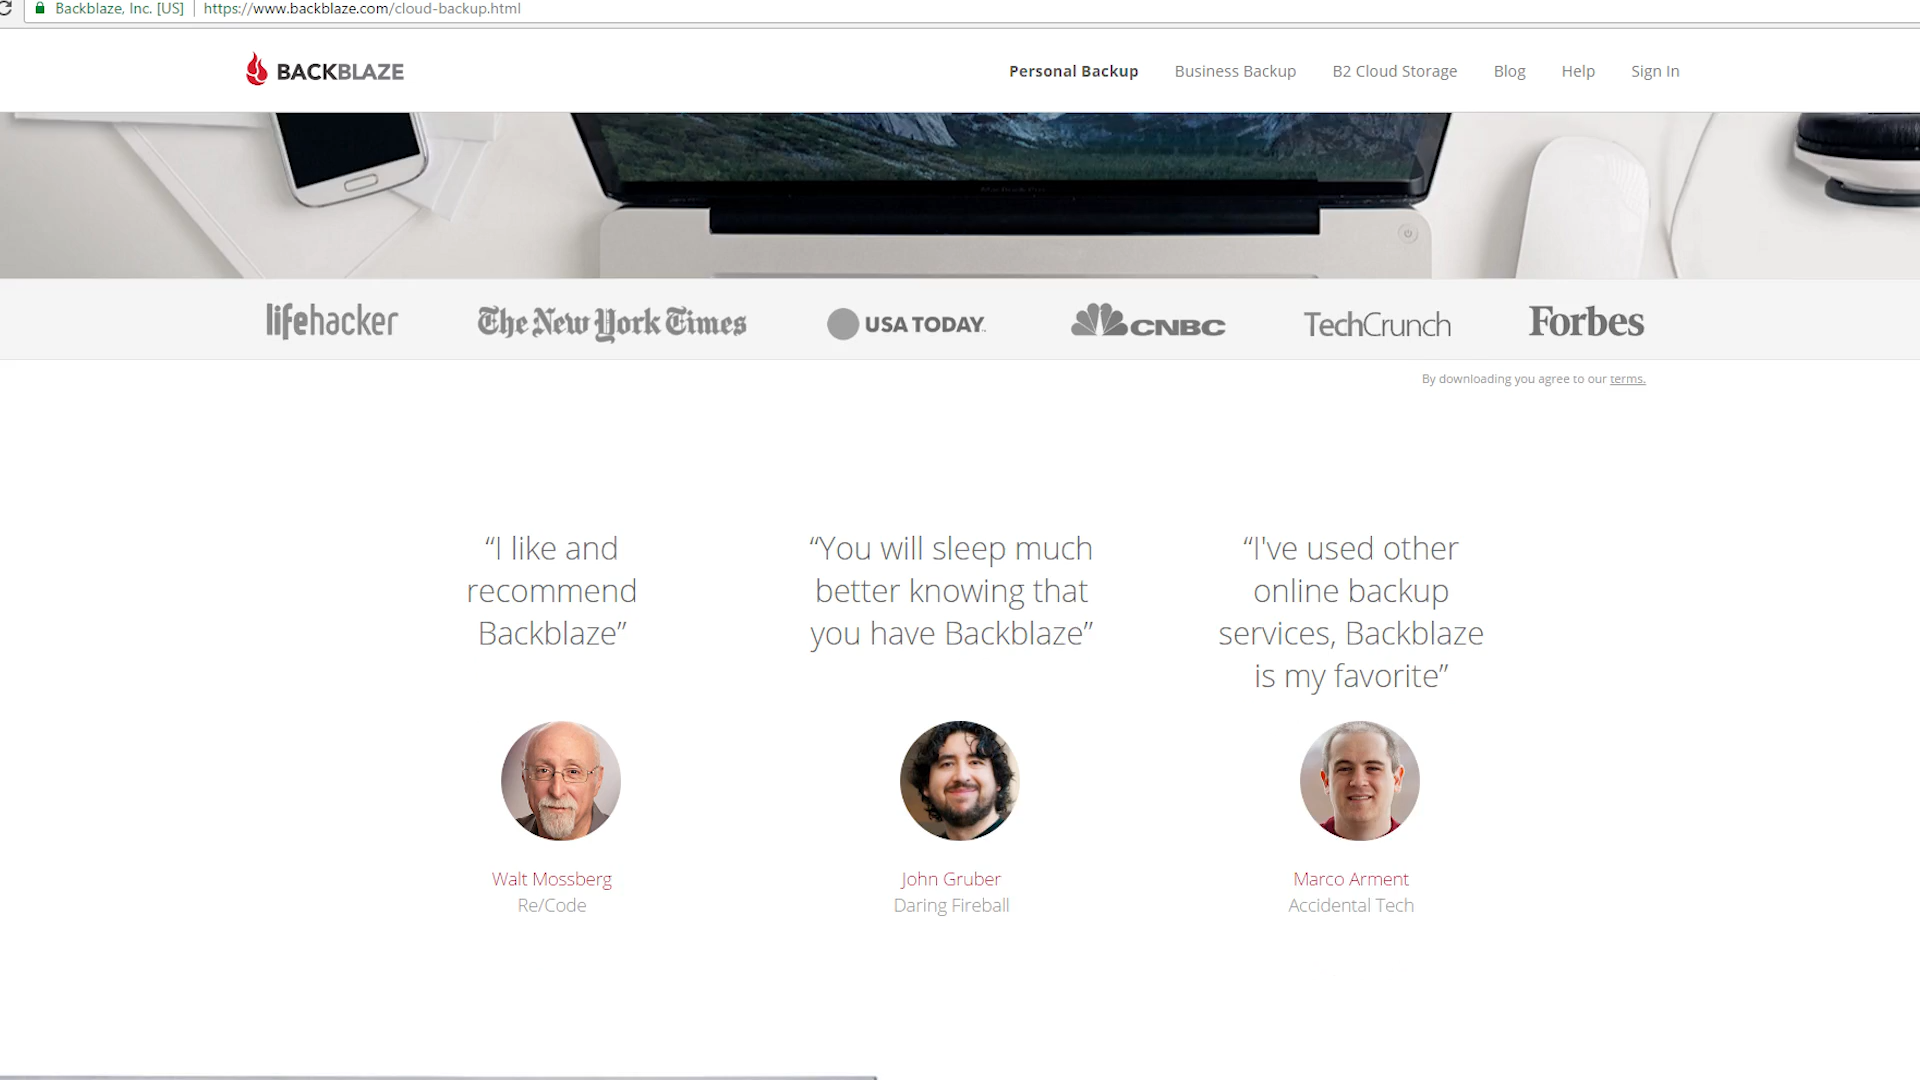 Backblaze, Inc. [US] https://www.backblaze.com/cloud-backup.html
BACKBLAZE
Personal Backup Business Backup B2 Cloud Storage Blog Help Sign In
MacBook Pro
lifehacker The New York Times USA TODAY CNBC TechCrunch Forbes
By downloading you agree to our terms.
“I like and
recommend
Backblaze”
“You will sleep much
better knowing that
you have Backblaze”
“I've used other
online backup
services, Backblaze
is my favorite”
Walt Mossberg
Re/Code
John Gruber
Daring Fireball
Marco Arment
Accidental Tech